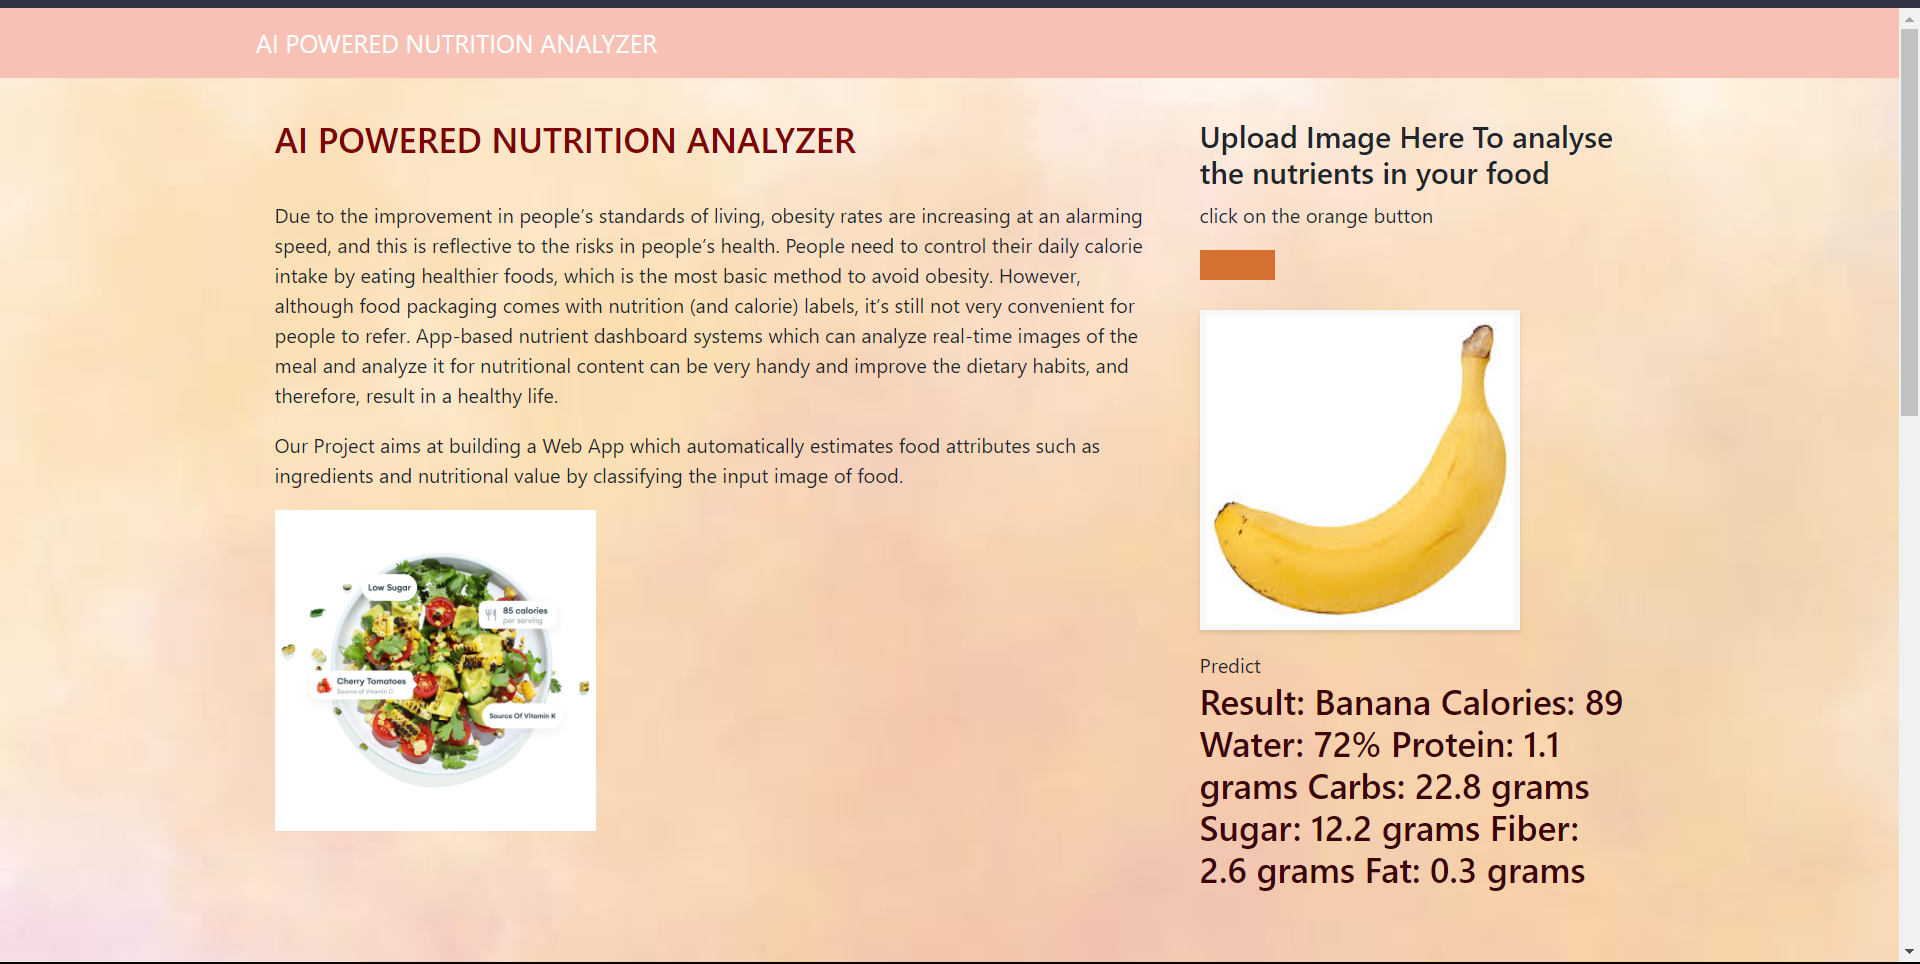 AI POWERED NUTRITION ANALYZER
AI POWERED NUTRITION ANALYZER
Due to the improvement in people’s standards of living, obesity rates are increasing at an alarming
speed, and this is reflective to the risks in people’s health. People need to control their daily calorie
intake by eating healthier foods, which is the most basic method to avoid obesity. However,
although food packaging comes with nutrition (and calorie) labels, it’s still not very convenient for
people to refer. App-based nutrient dashboard systems which can analyze real-time images of the
meal and analyze it for nutritional content can be very handy and improve the dietary habits, and
therefore, result in a healthy life.
Our Project aims at building a Web App which automatically estimates food attributes such as
ingredients and nutritional value by classifying the input image of food.
Low Sugar
85 calories
per serving
Cherry Tomatoes
Source of Vitamin C
Source Of Vitamin K
Upload Image Here To analyse
the nutrients in your food
click on the orange button
Predict
Result: Banana Calories: 89
Water: 72% Protein: 1.1
grams Carbs: 22.8 grams
Sugar: 12.2 grams Fiber:
2.6 grams Fat: 0.3 grams